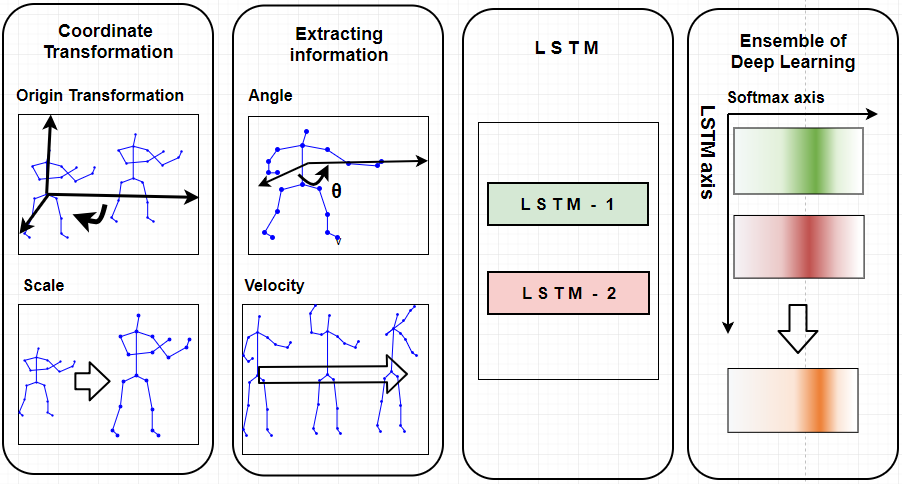 Coordinate
Transformation
Origin Transformation
Scale
Extracting
information
Angle
θ
Velocity
L S T M
L S T M - 1
L S T M - 2
Ensemble of
Deep Learning
Softmax axis
LSTM axis